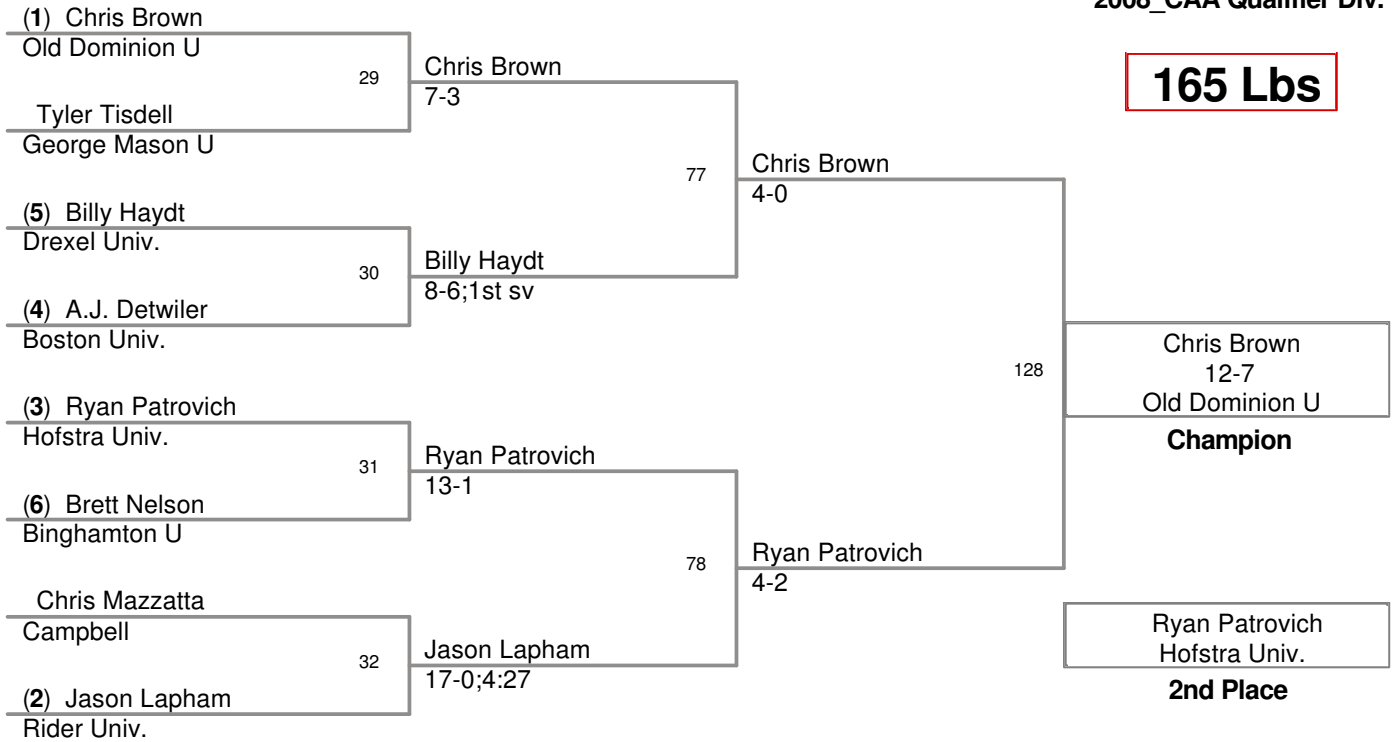 2008_CAA Qualifier Div.
165 Lbs
(1) Chris Brown
Old Dominion U
29
Tyler Tisdell
George Mason U
Chris Brown
7-3
(5) Billy Haydt
Drexel Univ.
30
(4) A.J. Detwiler
Boston Univ.
Billy Haydt
8-6;1st sv
77
Chris Brown
4-0
(3) Ryan Patrovich
Hofstra Univ.
31
(6) Brett Nelson
Binghamton U
Ryan Patrovich
13-1
Chris Mazzatta
Campbell
32
(2) Jason Lapham
Rider Univ.
Jason Lapham
17-0;4:27
78
Ryan Patrovich
4-2
128
Chris Brown
12-7
Old Dominion U
Champion
Ryan Patrovich
Hofstra Univ.
2nd Place